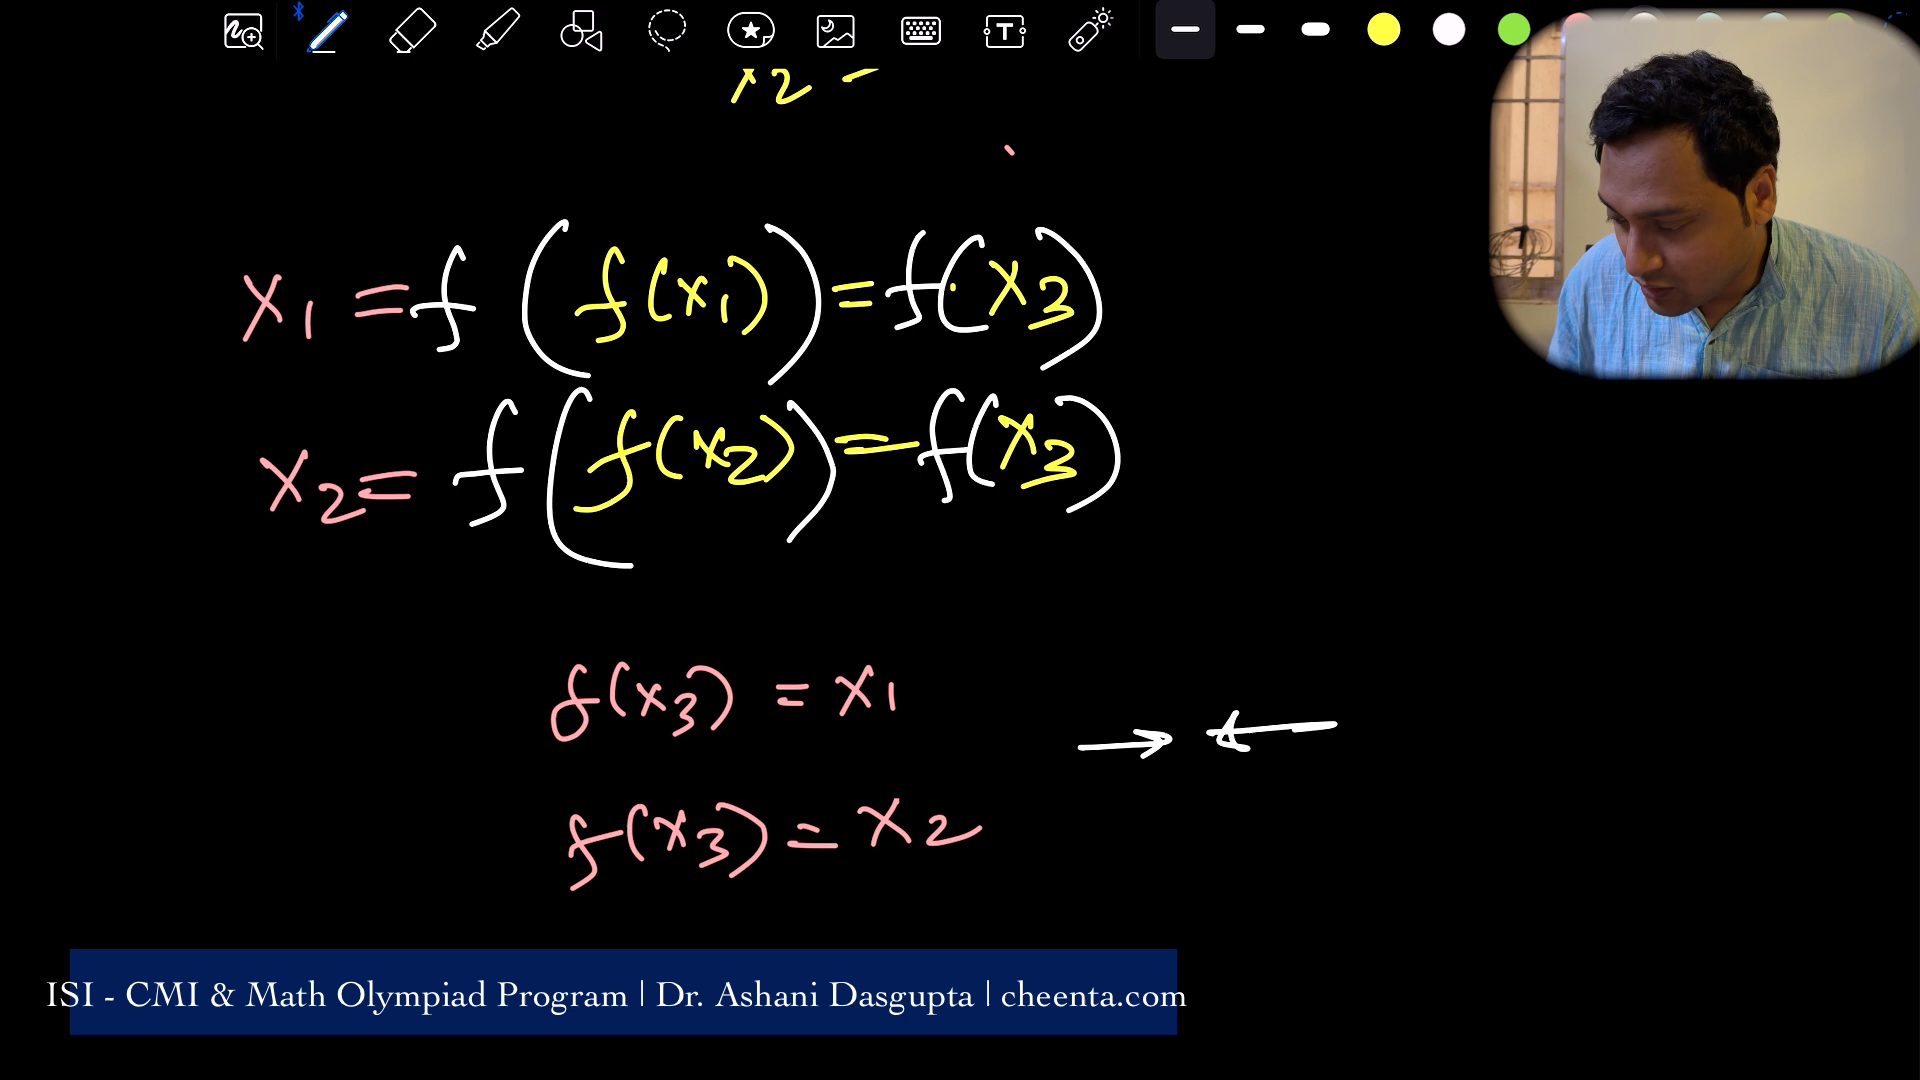 x2 =
x1 = f(f(x1)) = f(x3)
x2 = f(f(x2)) = f(x3)
f(x3) = x1
→ ←
f(x3) = x2
ISI - CMI & Math Olympiad Program | Dr. Ashani Dasgupta | cheenta.com